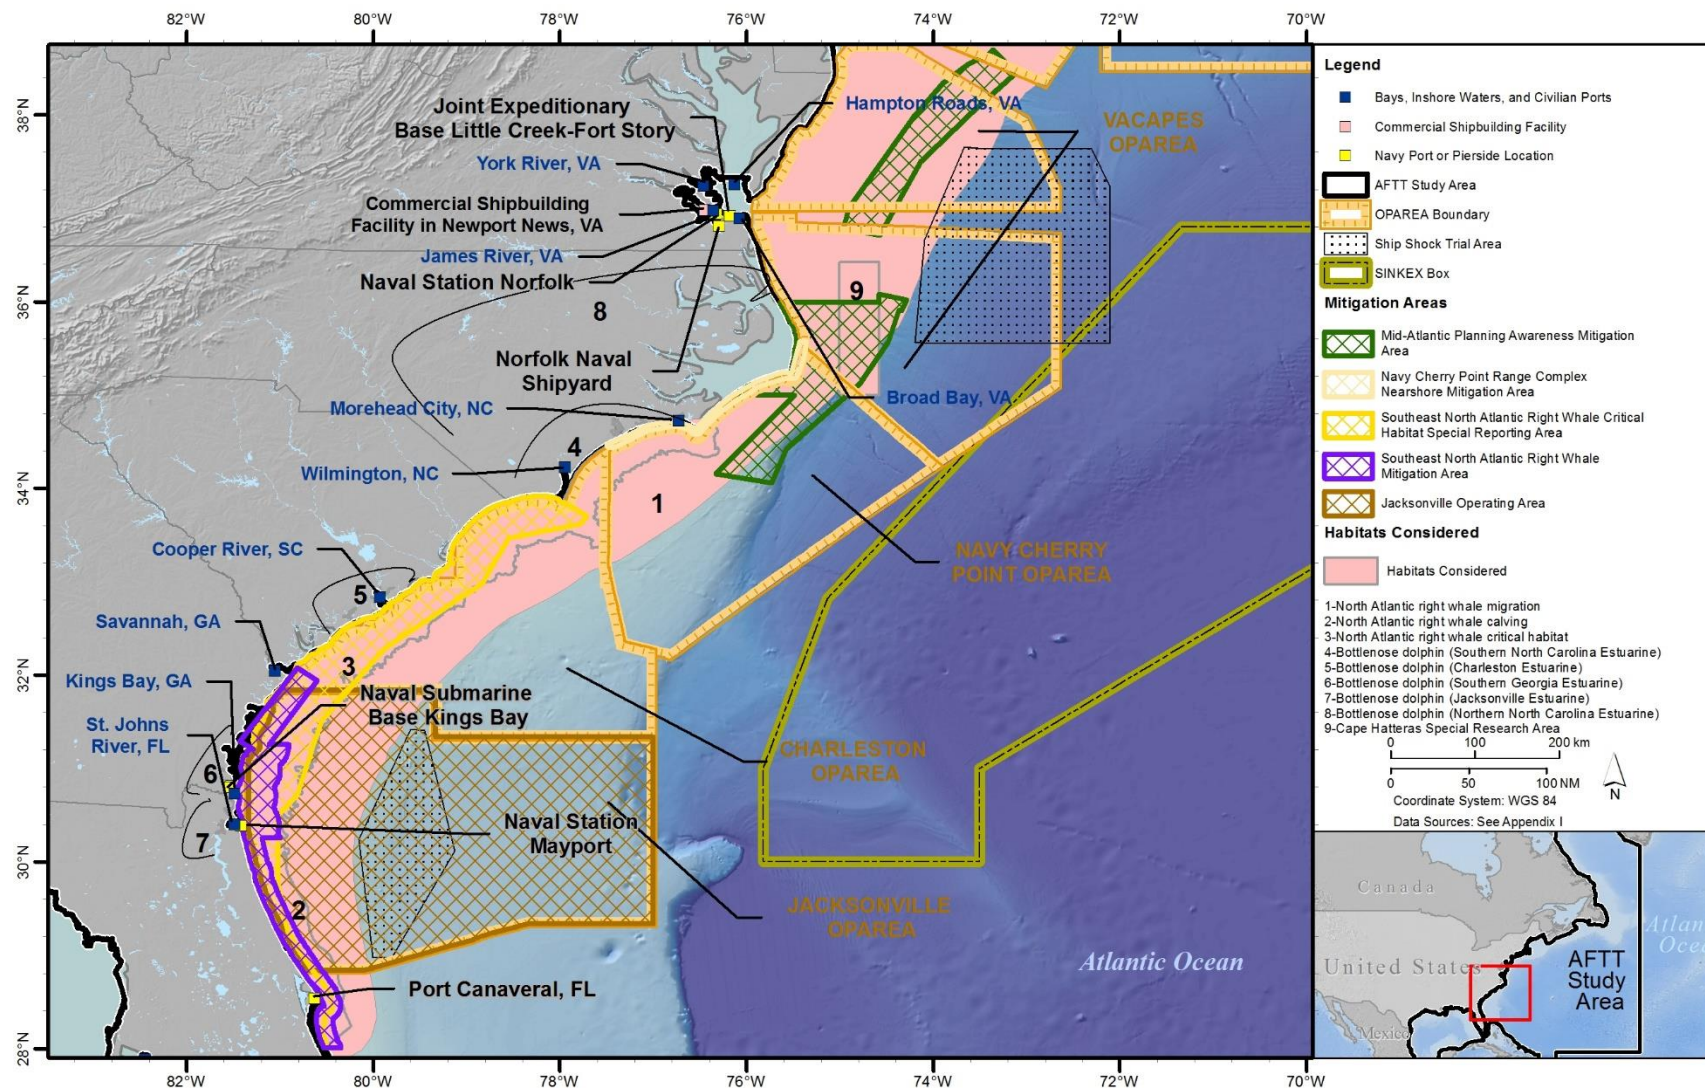 82°W 80°W 78°W 76°W 74°W 72°W 70°W
38°N
36°N
34°N
32°N
30°N
28°N
Joint Expeditionary
Base Little Creek-Fort Story
Hampton Roads, VA
VACAPES
OPAREA
York River, VA
Commercial Shipbuilding
Facility in Newport News, VA
James River, VA
Naval Station Norfolk
8
9
Norfolk Naval
Shipyard
Broad Bay, VA
Morehead City, NC
4
Wilmington, NC
1
Cooper River, SC
NAVY CHERRY
POINT OPAREA
5
Savannah, GA
3
Kings Bay, GA
Naval Submarine
Base Kings Bay
St. Johns
River, FL
CHARLESTON
OPAREA
6
7
Naval Station
Mayport
2
JACKSONVILLE
OPAREA
Atlantic Ocean
Port Canaveral, FL
82°W 80°W 78°W 76°W 74°W 72°W 70°W
Legend
Bays, Inshore Waters, and Civilian Ports
Commercial Shipbuilding Facility
Navy Port or Pierside Location
AFTT Study Area
OPAREA Boundary
Ship Shock Trial Area
SINKEX Box
Mitigation Areas
Mid-Atlantic Planning Awareness Mitigation
Area
Navy Cherry Point Range Complex
Nearshore Mitigation Area
Southeast North Atlantic Right Whale Critical
Habitat Special Reporting Area
Southeast North Atlantic Right Whale
Mitigation Area
Jacksonville Operating Area
Habitats Considered
Habitats Considered
1-North Atlantic right whale migration
2-North Atlantic right whale calving
3-North Atlantic right whale critical habitat
4-Bottlenose dolphin (Southern North Carolina Estuarine)
5-Bottlenose dolphin (Charleston Estuarine)
6-Bottlenose dolphin (Southern Georgia Estuarine)
7-Bottlenose dolphin (Jacksonville Estuarine)
8-Bottlenose dolphin (Northern North Carolina Estuarine)
9-Cape Hatteras Special Research Area
0 100 200 km
0 50 100 NM
N
Coordinate System: WGS 84
Data Sources: See Appendix I
Canada
United States
Mexico
AFTT
Study
Area